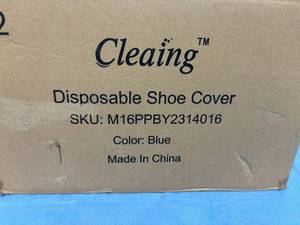 Cleaing™
Disposable Shoe Cover
SKU: M16PPBY2314016
Color: Blue
Made In China